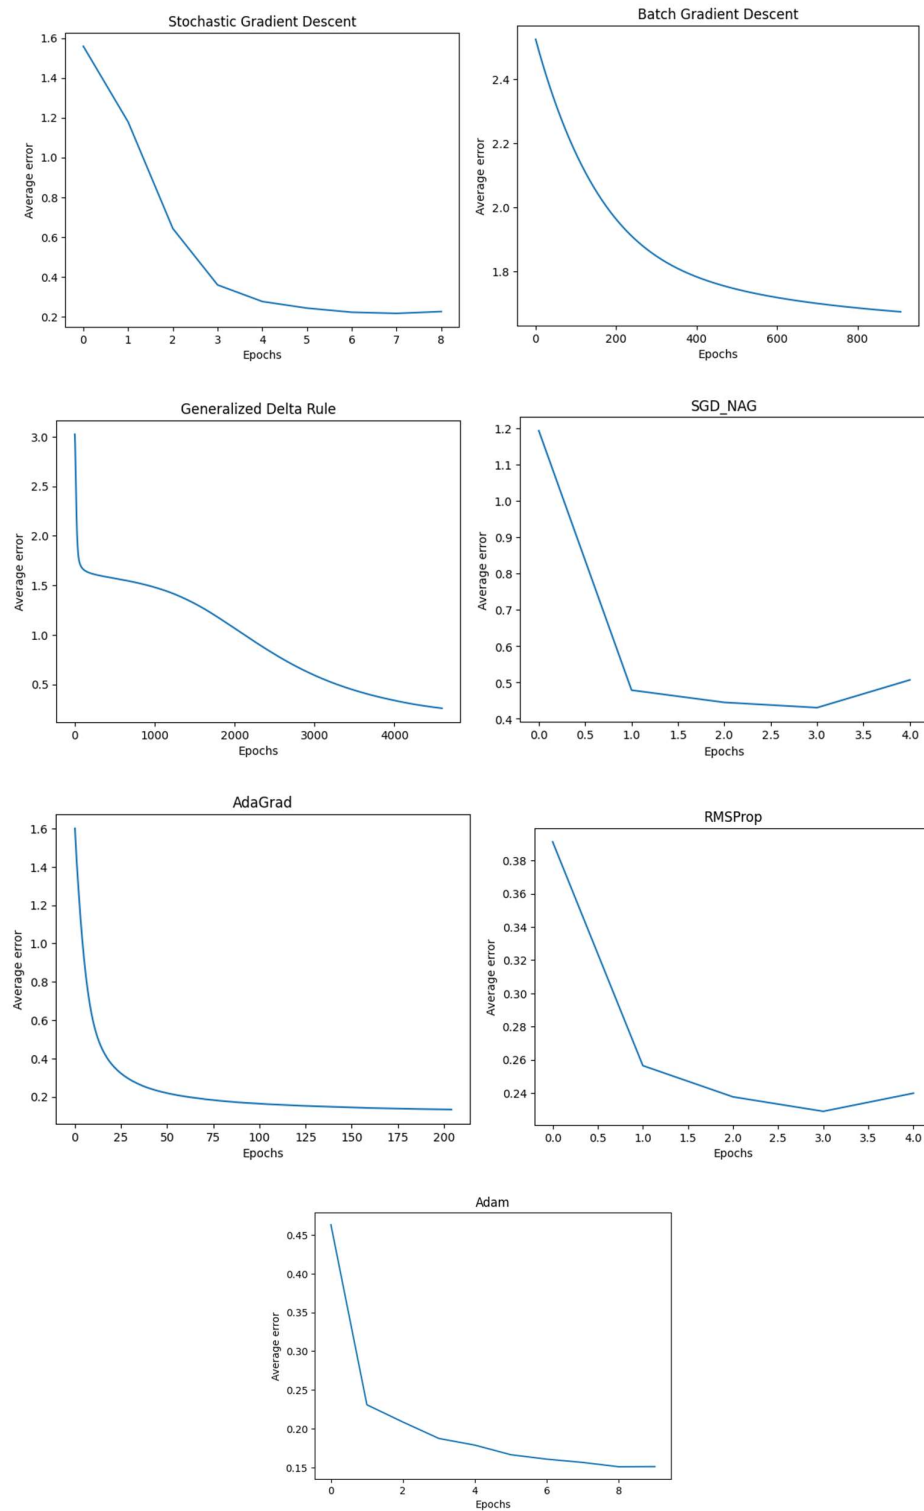 Stochastic Gradient Descent
1.6
1.4
1.2
1.0
0.8
0.6
0.4
0.2
Average error
0 1 2 3 4 5 6 7 8
Epochs
Batch Gradient Descent
2.4
2.2
2.0
1.8
Average error
0 200 400 600 800
Epochs
Generalized Delta Rule
3.0
2.5
2.0
1.5
1.0
0.5
Average error
0 1000 2000 3000 4000
Epochs
SGD_NAG
1.2
1.1
1.0
0.9
0.8
0.7
0.6
0.5
0.4
Average error
0.0 0.5 1.0 1.5 2.0 2.5 3.0 3.5 4.0
Epochs
AdaGrad
1.6
1.4
1.2
1.0
0.8
0.6
0.4
0.2
Average error
0 25 50 75 100 125 150 175 200
Epochs
RMSProp
0.38
0.36
0.34
0.32
0.30
0.28
0.26
0.24
Average error
0.0 0.5 1.0 1.5 2.0 2.5 3.0 3.5 4.0
Epochs
Adam
0.45
0.40
0.35
0.30
0.25
0.20
0.15
Average error
0 2 4 6 8
Epochs